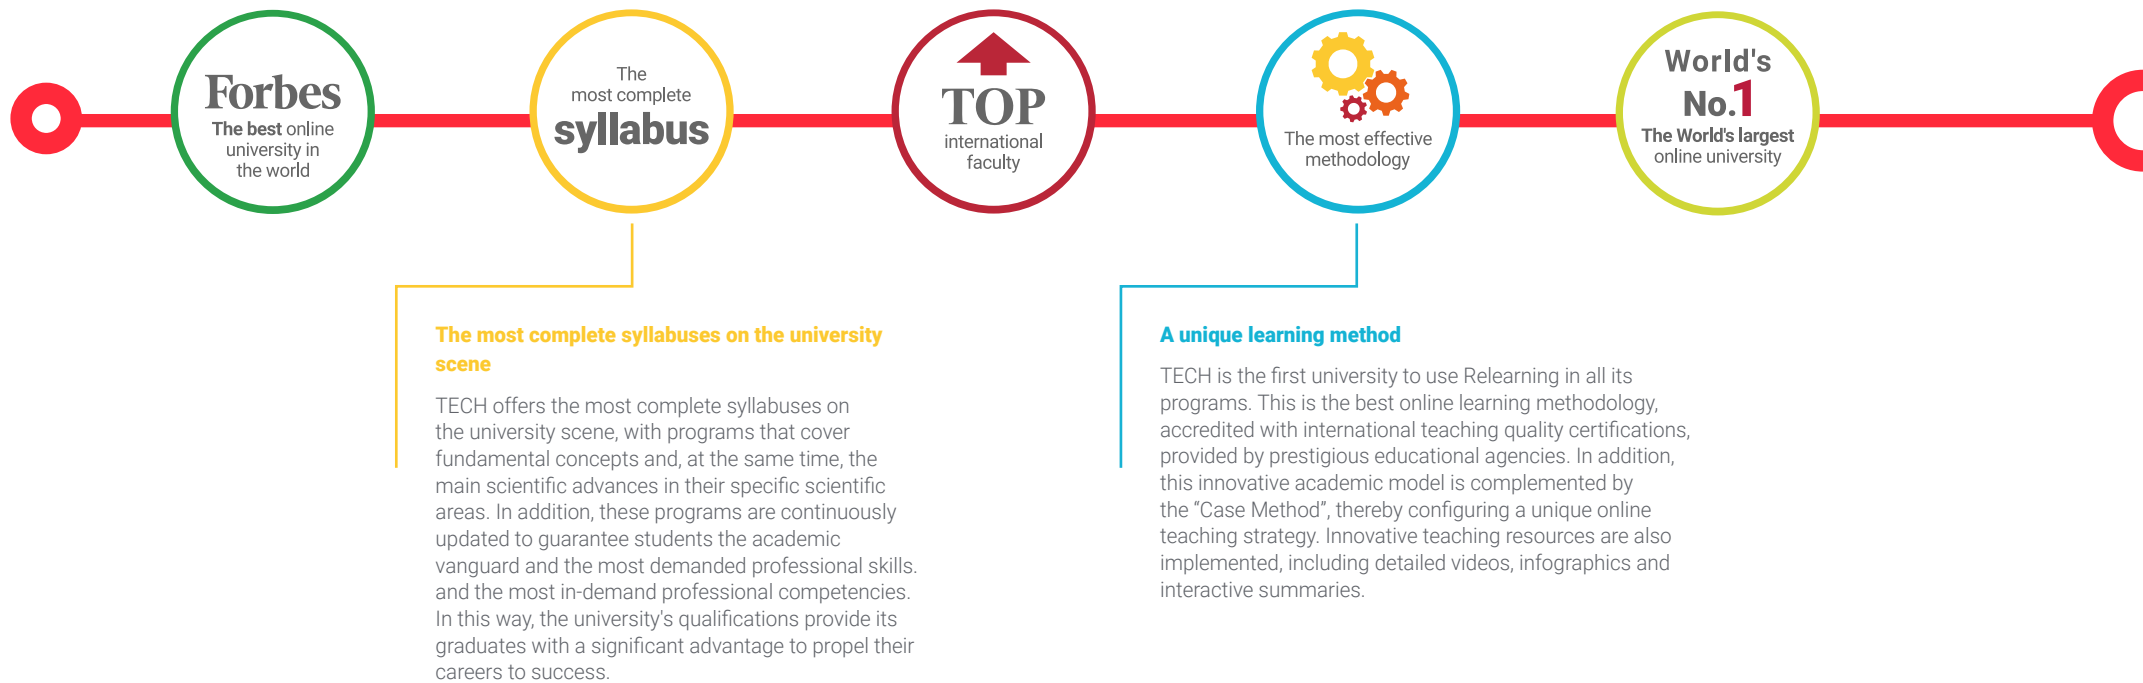 Forbes
The best online
university in
the world
The
most complete
syllabus
TOP
international
faculty
The most effective
methodology
World's
No.1
The World's largest
online university
The most complete syllabuses on the university
scene
TECH offers the most complete syllabuses on
the university scene, with programs that cover
fundamental concepts and, at the same time, the
main scientific advances in their specific scientific
areas. In addition, these programs are continuously
updated to guarantee students the academic
vanguard and the most demanded professional skills.
and the most in-demand professional competencies.
In this way, the university's qualifications provide its
graduates with a significant advantage to propel their
careers to success.
A unique learning method
TECH is the first university to use Relearning in all its
programs. This is the best online learning methodology,
accredited with international teaching quality certifications,
provided by prestigious educational agencies. In addition,
this innovative academic model is complemented by
the “Case Method”, thereby configuring a unique online
teaching strategy. Innovative teaching resources are also
implemented, including detailed videos, infographics and
interactive summaries.